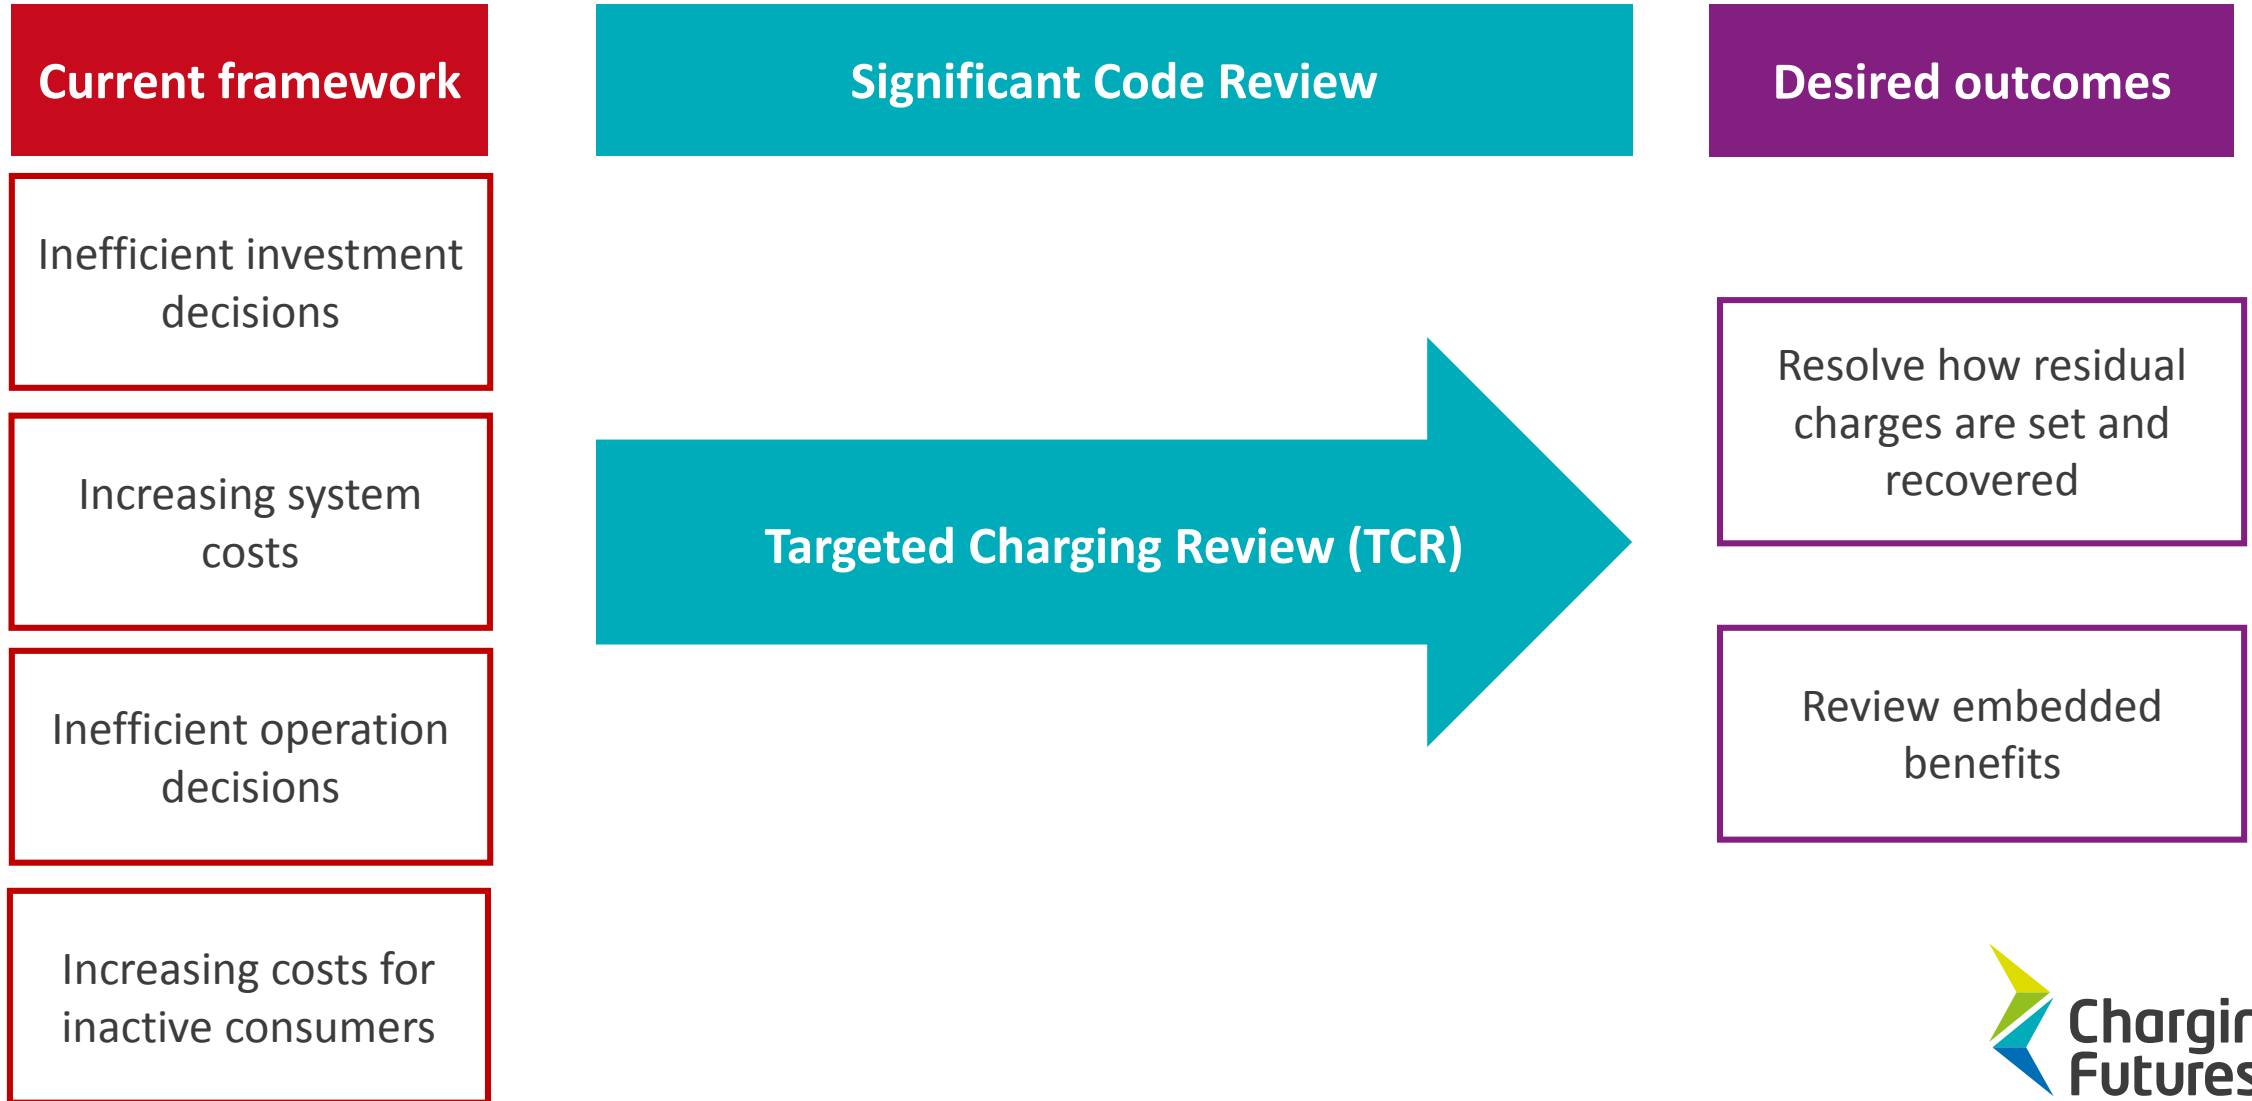 Current framework
Inefficient investment
decisions
Increasing system
costs
Inefficient operation
decisions
Increasing costs for
inactive consumers
Significant Code Review
Targeted Charging Review (TCR)
Desired outcomes
Resolve how residual
charges are set and
recovered
Review embedded
benefits
Futures